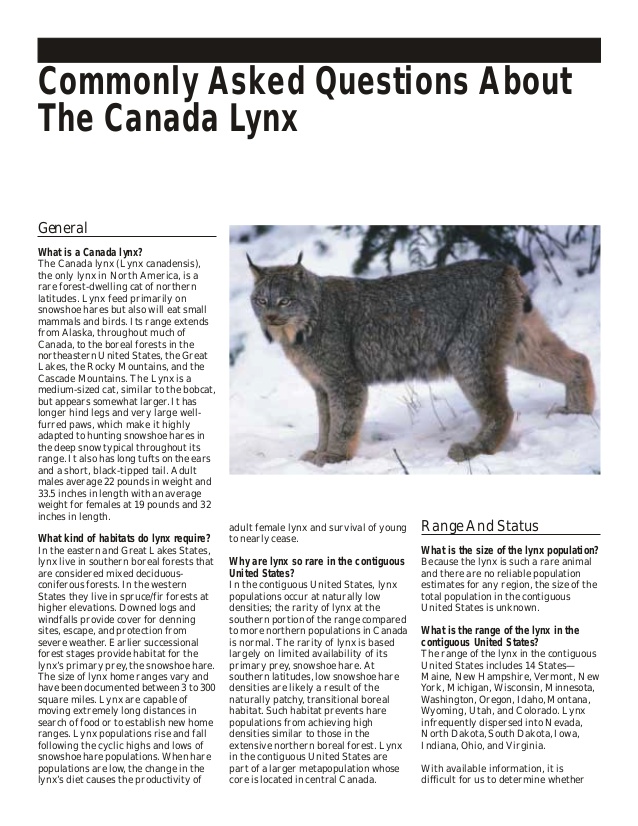 Commonly Asked Questions About
The Canada Lynx
General
What is a Canada lynx?
The Canada lynx (Lynx canadensis),
the only lynx in North America, is a
rare forest-dwelling cat of northern
latitudes. Lynx feed primarily on
snowshoe hares but also will eat small
mammals and birds. Its range extends
from Alaska, throughout much of
Canada, to the boreal forests in the
northeastern United States, the Great
Lakes, the Rocky Mountains, and the
Cascade Mountains. The Lynx is a
medium-sized cat, similar to the bobcat,
but appears somewhat larger. It has
longer hind legs and very large well-
furred paws, which make it highly
adapted to hunting snowshoe hares in
the deep snow typical throughout its
range. It also has long tufts on the ears
and a short, black-tipped tail. Adult
males average 22 pounds in weight and
33.5 inches in length with an average
weight for females at 19 pounds and 32
inches in length.
What kind of habitats do lynx require?
In the eastern and Great Lakes States,
lynx live in southern boreal forests that
are considered mixed deciduous-
coniferous forests. In the western
States they live in spruce/fir forests at
higher elevations. Downed logs and
windfalls provide cover for denning
sites, escape, and protection from
severe weather. Earlier successional
forest stages provide habitat for the
lynx's primary prey, the snowshoe hare.
The size of lynx home ranges vary and
have been documented between 3 to 300
square miles. Lynx are capable of
moving extremely long distances in
search of food or to establish new home
ranges. Lynx populations rise and fall
following the cyclic highs and lows of
snowshoe hare populations. When hare
populations are low, the change in the
lynx's diet causes the productivity of
adult female lynx and survival of young
to nearly cease.
Why are lynx so rare in the contiguous
United States?
In the contiguous United States, lynx
populations occur at naturally low
densities; the rarity of lynx at the
southern portion of the range compared
to more northern populations in Canada
is normal. The rarity of lynx is based
largely on limited availability of its
primary prey, snowshoe hare. At
southern latitudes, low snowshoe hare
densities are likely a result of the
naturally patchy, transitional boreal
habitat. Such habitat prevents hare
populations from achieving high
densities similar to those in the
extensive northern boreal forest. Lynx
in the contiguous United States are
part of a larger metapopulation whose
core is located in central Canada.
Range And Status
What is the size of the lynx population?
Because the lynx is such a rare animal
and there are no reliable population
estimates for any region, the size of the
total population in the contiguous
United States is unknown.
What is the range of the lynx in the
contiguous United States?
The range of the lynx in the contiguous
United States includes 14 States—
Maine, New Hampshire, Vermont, New
York, Michigan, Wisconsin, Minnesota,
Washington, Oregon, Idaho, Montana,
Wyoming, Utah, and Colorado. Lynx
infrequently dispersed into Nevada,
North Dakota, South Dakota, Iowa,
Indiana, Ohio, and Virginia.
With available information, it is
difficult for us to determine whether